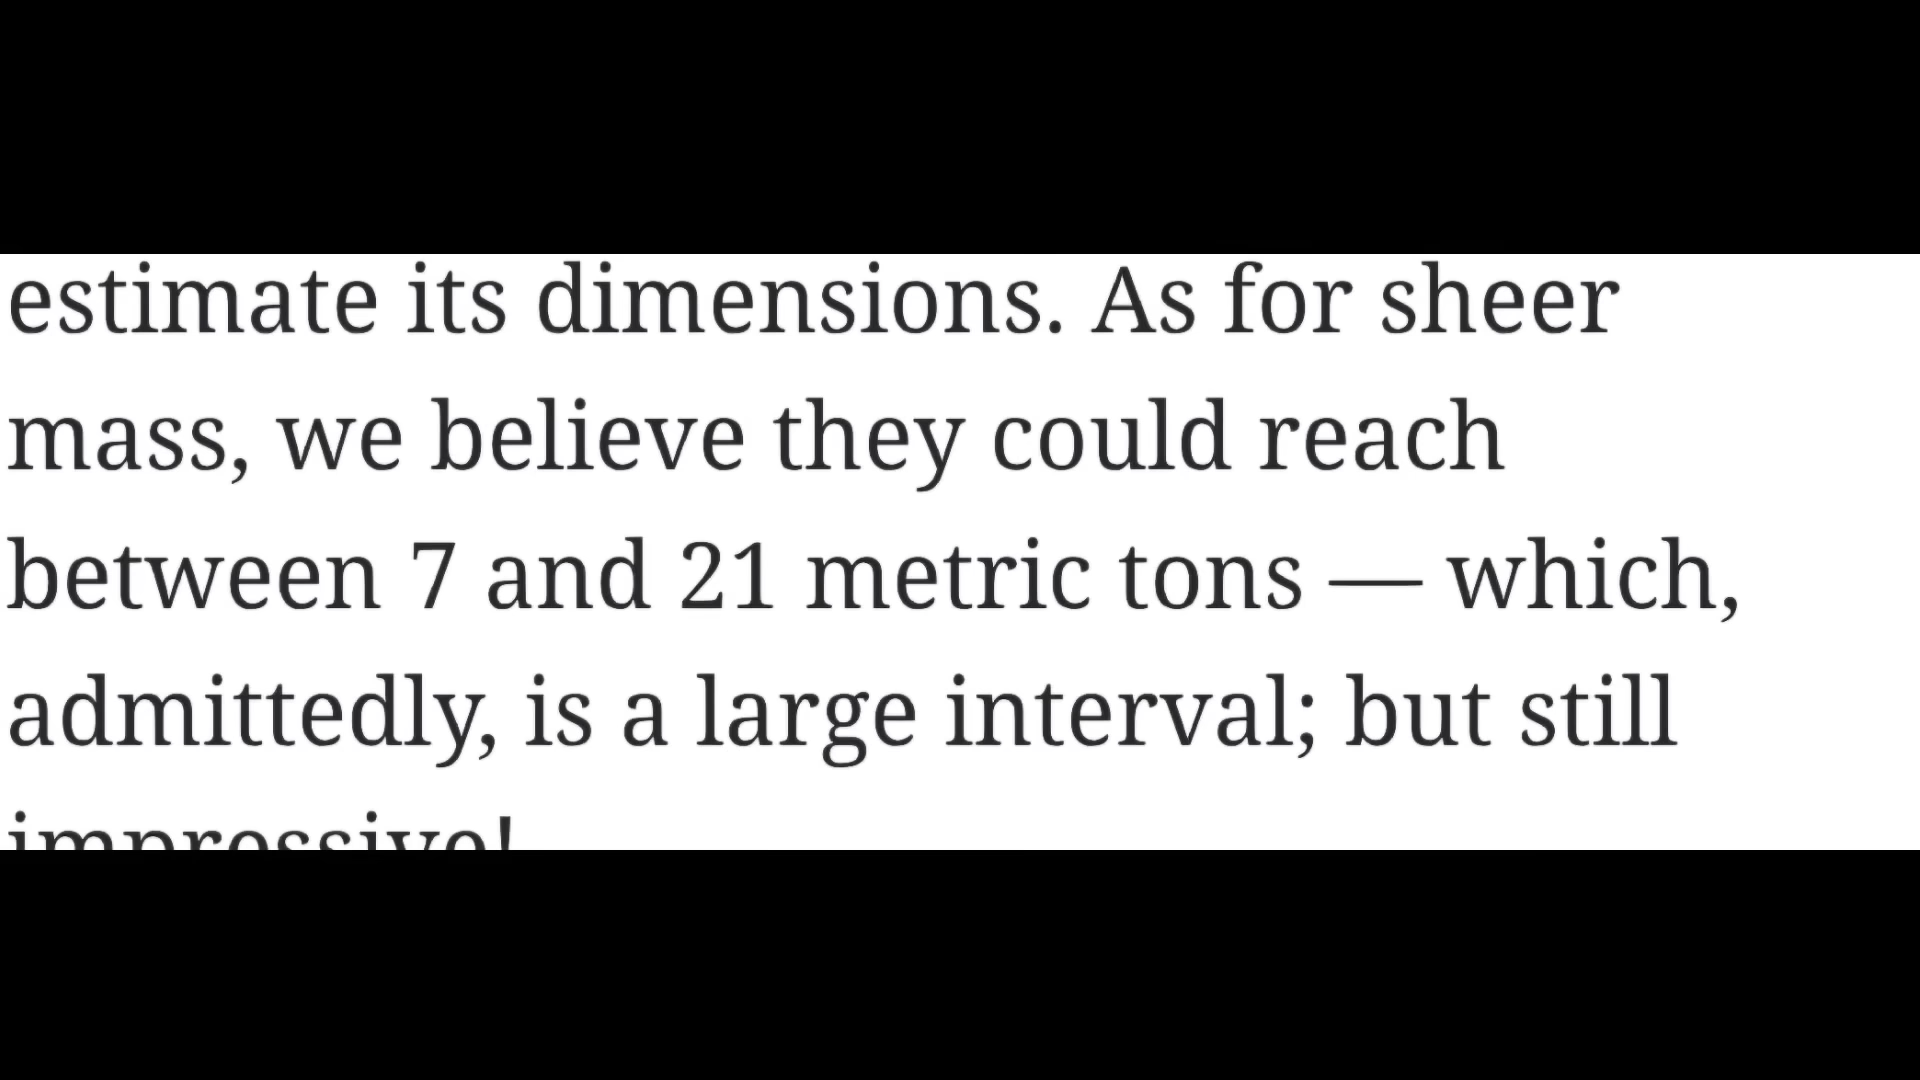 estimate its dimensions. As for sheer
mass, we believe they could reach
between 7 and 21 metric tons — which,
admittedly, is a large interval; but still
impressive!